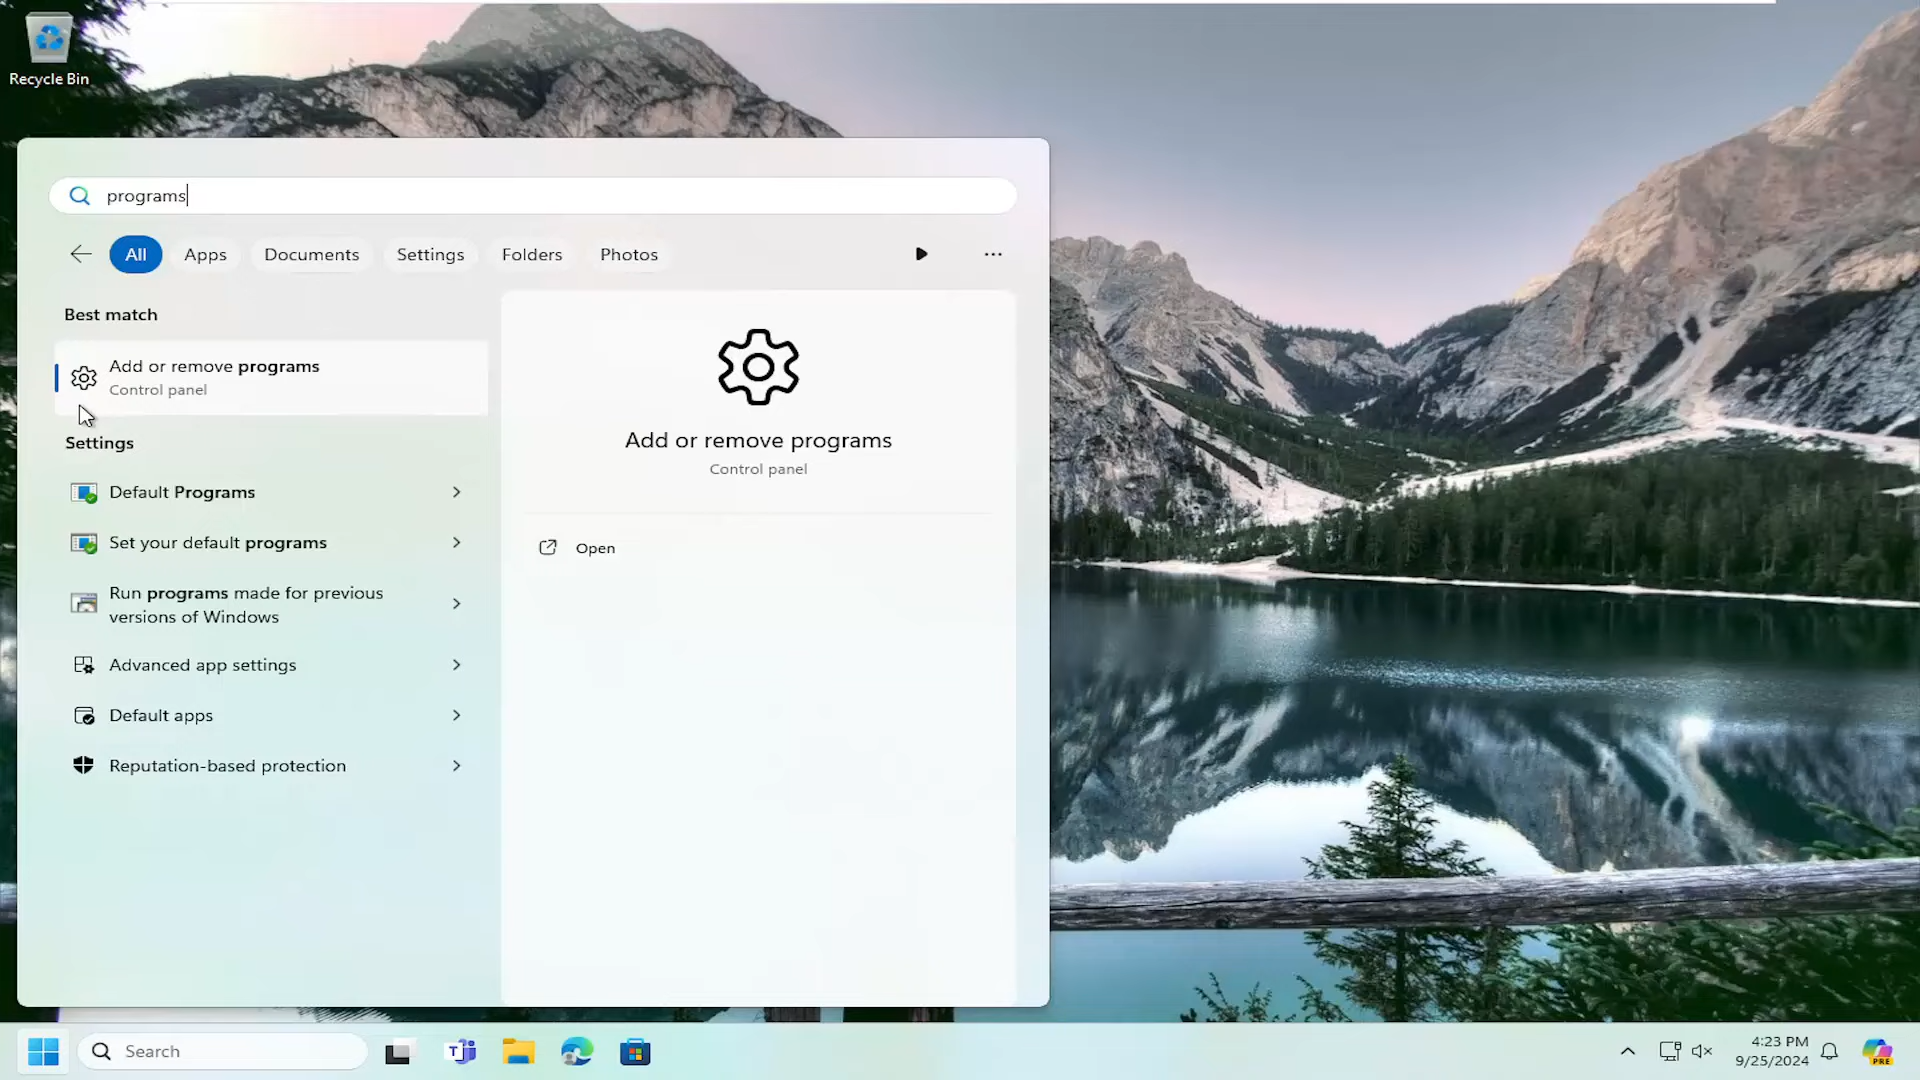 Recycle Bin
programs
All
Apps
Documents
Settings
Folders
Photos
Best match
Add or remove programs
Control panel
Settings
Default Programs
Set your default programs
Run programs made for previous
versions of Windows
Advanced app settings
Default apps
Reputation-based protection
Add or remove programs
Control panel
Open
Search
4:23 PM
9/25/2024
PRE